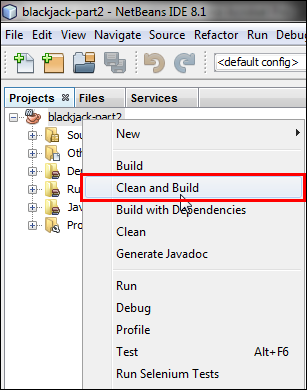 blackjack-part2 - NetBeans IDE 8.1
File Edit View Navigate Source Refactor Run Debug
<default config>
Projects Files Services
blackjack-part2
Sou
Oth
De
Ru
Jav
Pro
New
Build
Clean and Build
Build with Dependencies
Clean
Generate Javadoc
Run
Debug
Profile
Test Alt+F6
Run Selenium Tests